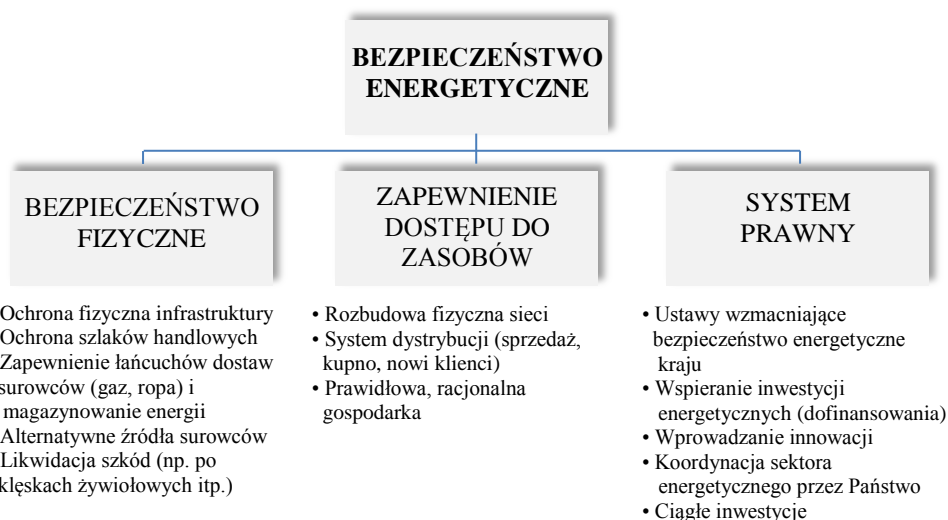 BEZPIECZEŃSTWO
ENERGETYCZNE
BEZPIECZEŃSTWO
FIZYCZNE
Ochrona fizyczna infrastruktury
Ochrona szlaków handlowych
Zapewnienie łańcuchów dostaw
surowców (gaz, ropa) i
magazynowanie energii
Alternatywne źródła surowców
Likwidacja szkód (np. po
klęskach żywiołowych itp.)
ZAPEWNIENIE
DOSTĘPU DO
ZASOBÓW
• Rozbudowa fizyczna sieci
• System dystrybucji (sprzedaż,
kupno, nowi klienci)
• Prawidłowa, racjonalna
gospodarka
SYSTEM
PRAWNY
• Ustawy wzmacniające
bezpieczeństwo energetyczne
kraju
• Wspieranie inwestycji
energetycznych (dofinansowania)
• Wprowadzanie innowacji
• Koordynacja sektora
energetycznego przez Państwo
• Ciągłe inwestycje